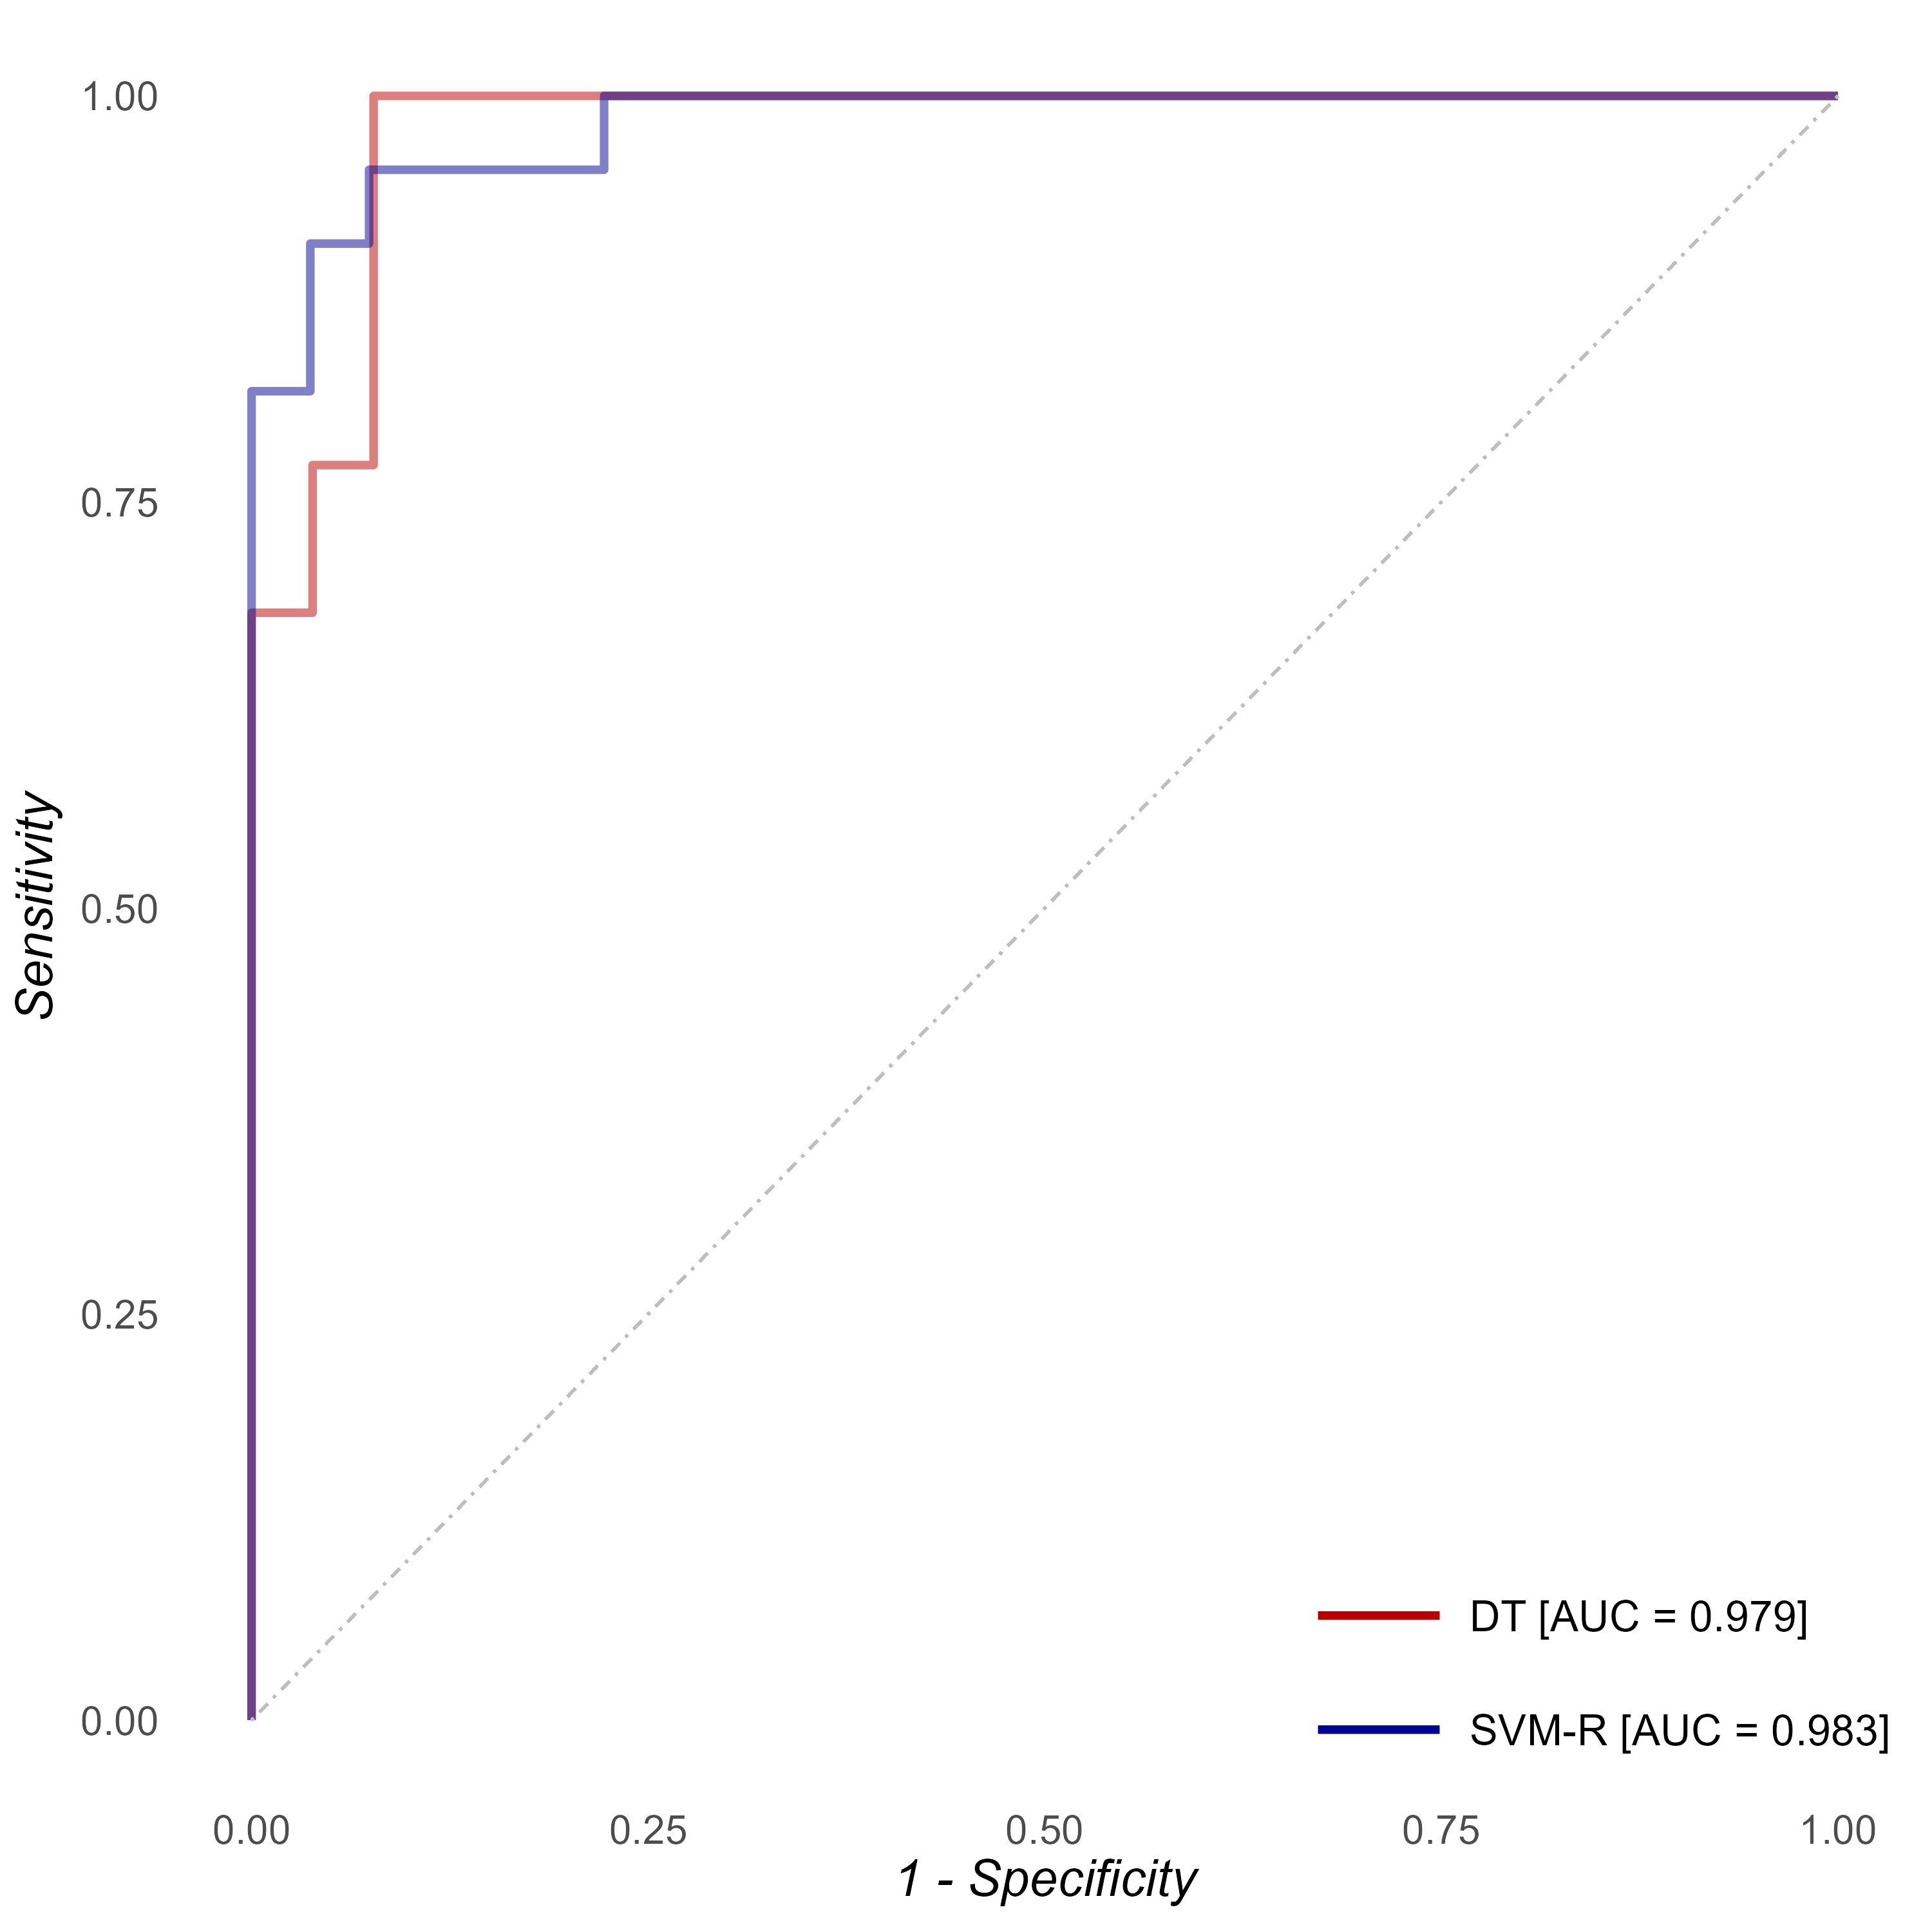 1.00
0.75
0.50
0.25
0.00
Sensitivity
DT [AUC = 0.979]
SVM-R [AUC = 0.983]
0.00 0.25 0.50 0.75 1.00
1 - Specificity